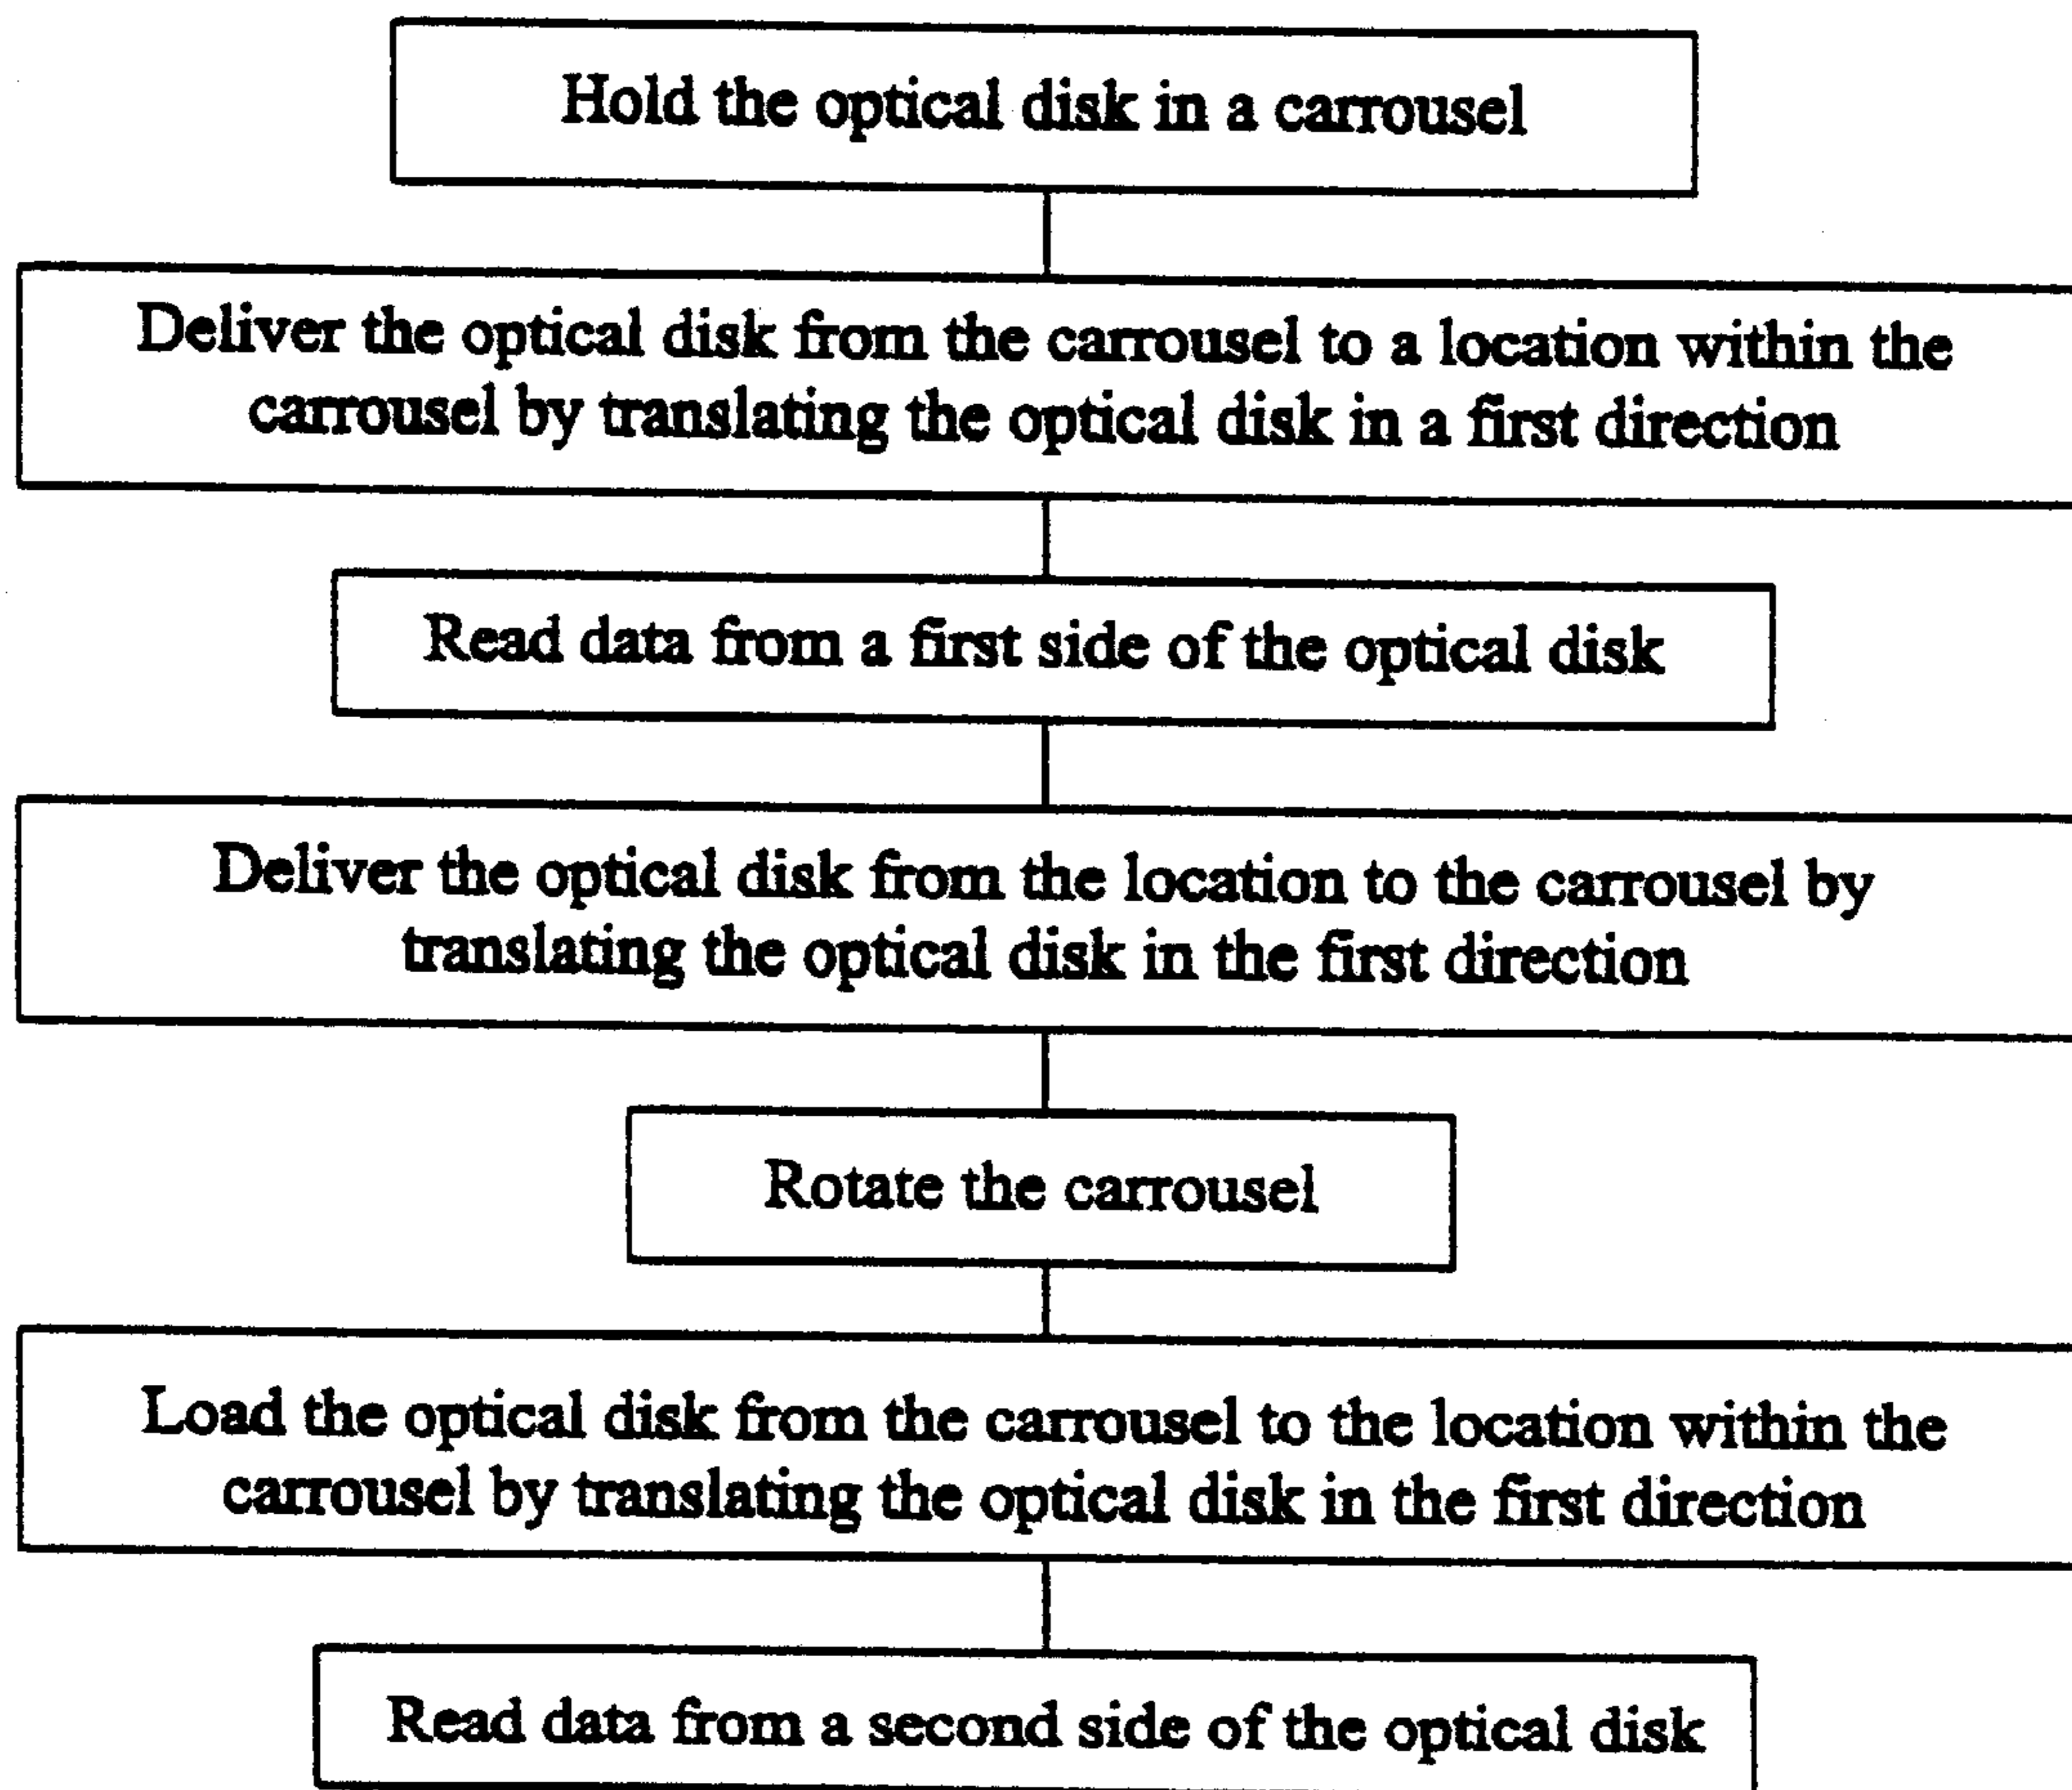 Hold the optical disk in a carrousel
Deliver the optical disk from the carrousel to a location within the
carrousel by translating the optical disk in a first direction
Read data from a first side of the optical disk
Deliver the optical disk from the location to the carrousel by
translating the optical disk in the first direction
Rotate the carrousel
Load the optical disk from the carrousel to the location within the
carrousel by translating the optical disk in the first direction
Read data from a second side of the optical disk